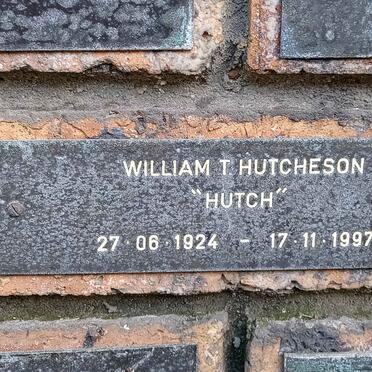 WILLIAM T HUTCHESON
"HUTCH"
27·06·1924 - 17·11·1997